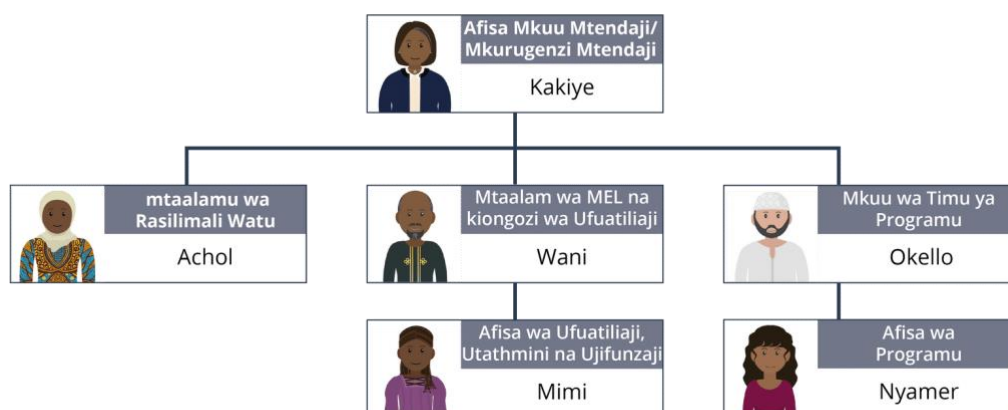 Afisa Mkuu Mtendaji/
Mkurugenzi Mtendaji
Kakiye
mtaalamu wa
Rasilimali Watu
Achol
Mtaalam wa MEL na
kiongozi wa Ufuatiliaji
Wani
Mkuu wa Timu ya
Programu
Okello
Afisa wa Ufuatiliaji,
Utathmini na Ujifunzaji
Mimi
Afisa wa
Programu
Nyamer